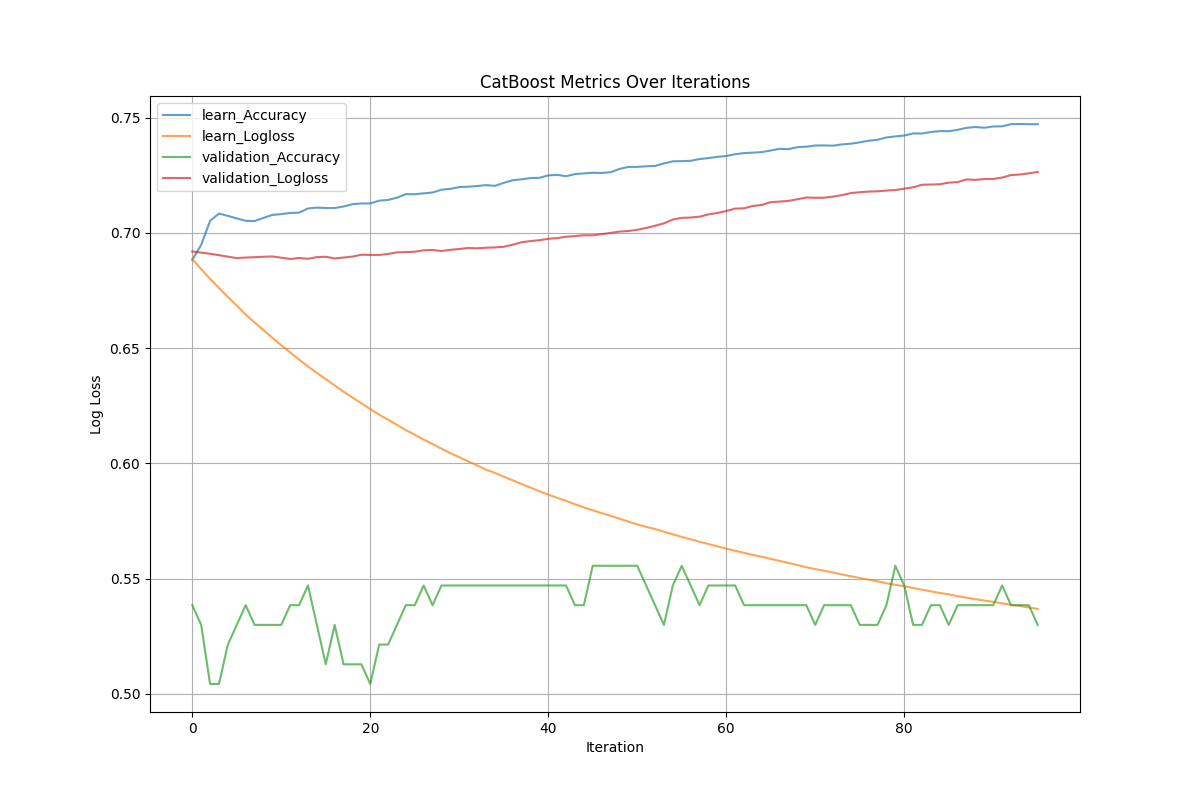 CatBoost Metrics Over Iterations
learn_Accuracy
learn_Logloss
validation_Accuracy
validation_Logloss
0.75
0.70
0.65
0.60
0.55
0.50
Log Loss
0 20 40 60 80
Iteration